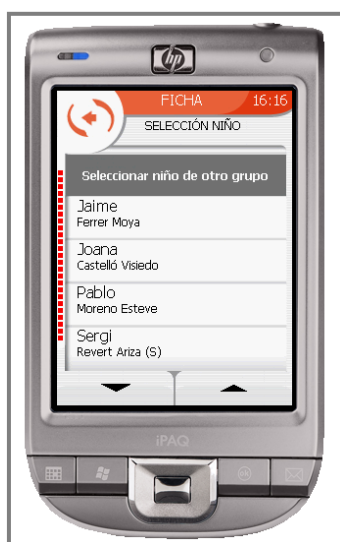 hp
FICHA 16:16
SELECCIÓN NIÑO
Seleccionar niño de otro grupo
Jaime
Ferrer Moya
Joana
Castelló Visiedo
Pablo
Moreno Esteve
Sergi
Revert Ariza (S)
iPAQ